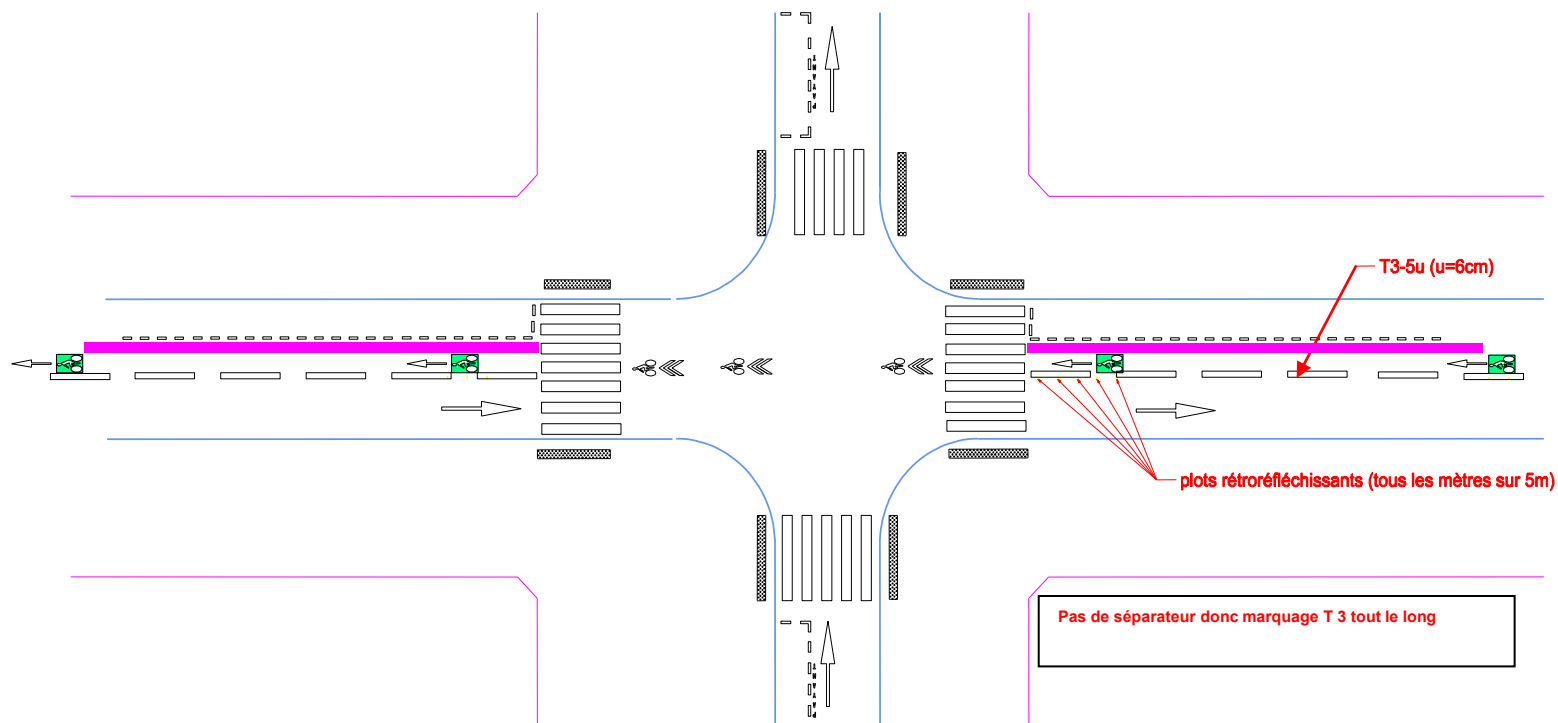 T3-5u (u=6cm)
plots rétroréfléchissants (tous les mètres sur 5m)
Pas de séparateur donc marquage T 3 tout le long